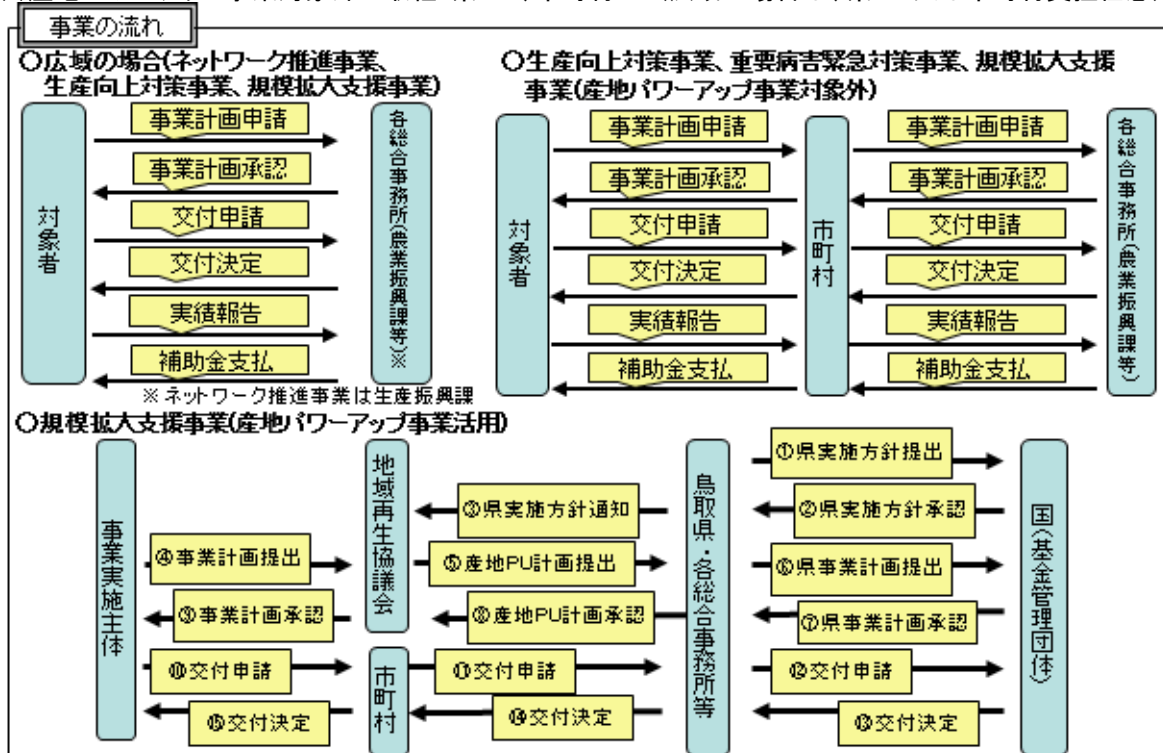 事業の流れ
〇広域の場合(ネットワーク推進事業、
生産向上対策事業、規模拡大支援事業)
対象者
事業計画申請
事業計画承認
交付申請
交付決定
実績報告
補助金支払
各総合事務所(農業振興課等)※
※ネットワーク推進事業は生産振興課
〇生産向上対策事業、重要病害緊急対策事業、規模拡大支援
事業(産地パワーアップ事業対象外)
対象者
事業計画申請
事業計画承認
交付申請
交付決定
実績報告
補助金支払
市町村
事業計画申請
事業計画承認
交付申請
交付決定
実績報告
補助金支払
各総合事務所(農業振興課等)
〇規模拡大支援事業(産地パワーアップ事業活用)
事業実施主体
④事業計画提出
事業計画承認
⑩交付申請
⑮交付決定
地域再生協議会
市町村
③県実施方針通知
⑤産地PU計画提出
産地PU計画承認
⑪交付申請
⑭交付決定
鳥取県・各総合事務所等
①県実施方針提出
②県実施方針承認
⑥県事業計画提出
⑦県事業計画承認
⑫交付申請
⑬交付決定
国(基金管理団体)